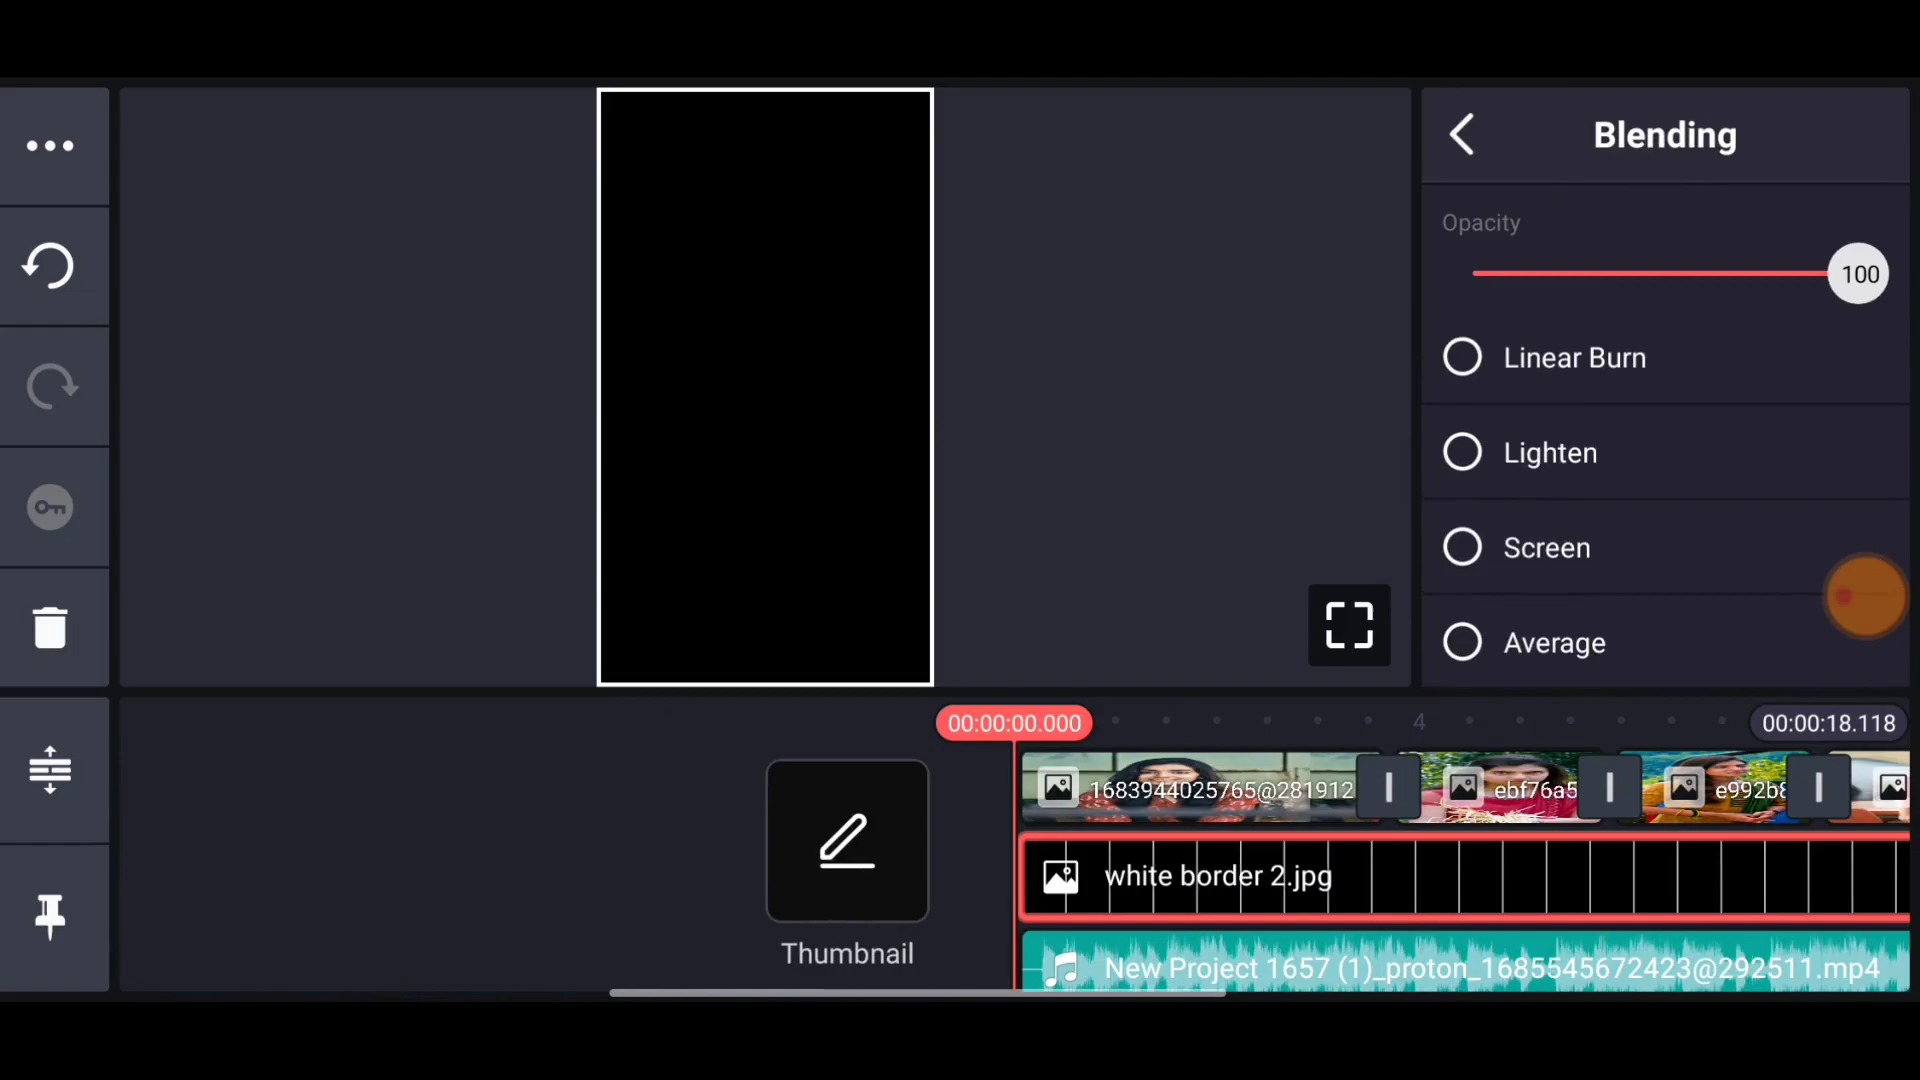 Blending
Opacity
100
Linear Burn
Lighten
Screen
Average
00:00:00.000
4
00:00:18.118
1683944025765@281912
ebf76a5
e992b8
white border 2.jpg
Thumbnail
New Project 1657 (1)_proton_1685545672423@292511.mp4